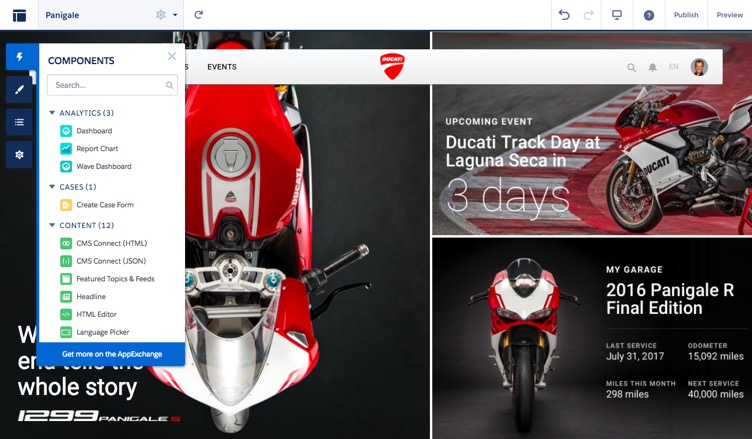 Panigale
Publish
Preview
COMPONENTS
Search...
ANALYTICS (3)
Dashboard
Report Chart
Wave Dashboard
CASES (1)
Create Case Form
CONTENT (12)
CMS Connect (HTML)
CMS Connect (JSON)
Featured Topics & Feeds
Headline
HTML Editor
Language Picker
Get more on the AppExchange
S EVENTS
DUCATI
EN
UPCOMING EVENT
Ducati Track Day at
Laguna Seca in
3 days
DUCATI
MY GARAGE
2016 Panigale R
Final Edition
LAST SERVICE
July 31, 2017
ODOMETER
15,092 miles
MILES THIS MONTH
298 miles
NEXT SERVICE
40,000 miles
W
end tells the
whole story
1299 PANIGALE S